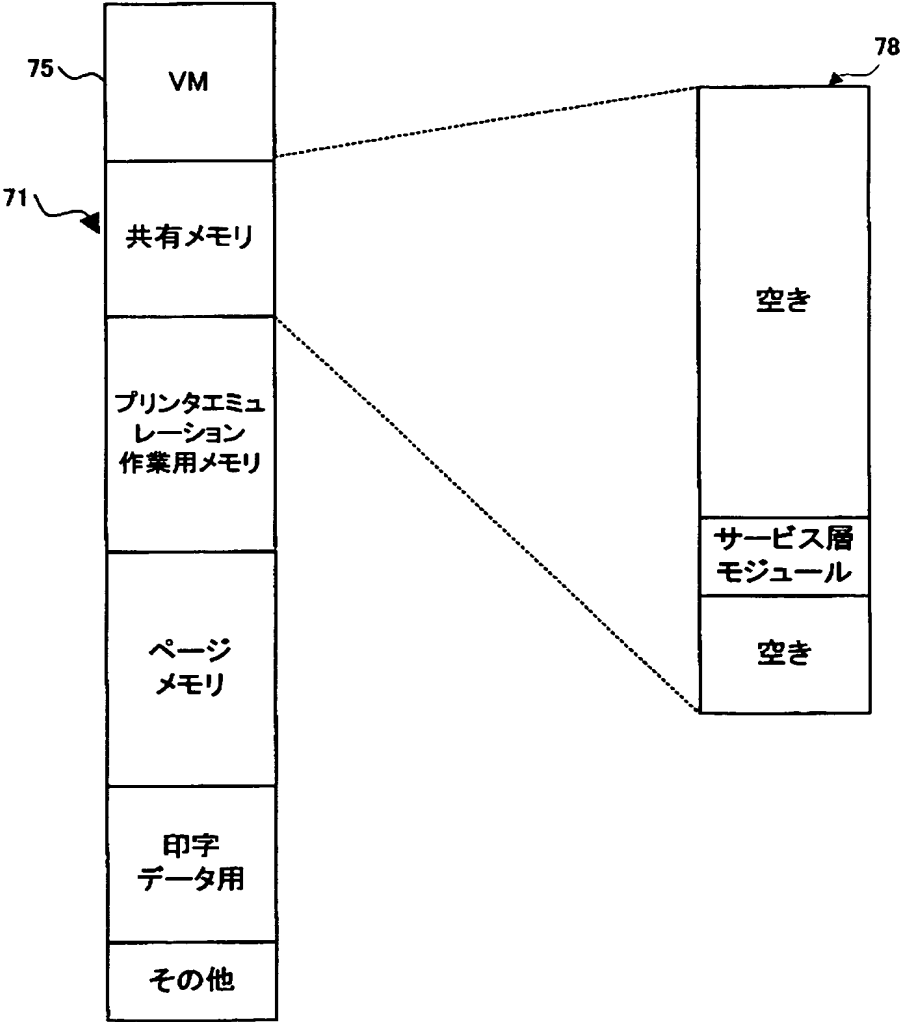 75
VM
71
共有メモリ
プリンタエミュ
レーション
作業用メモリ
ページ
メモリ
印字
データ用
その他
78
空き
サービス層
モジュール
空き